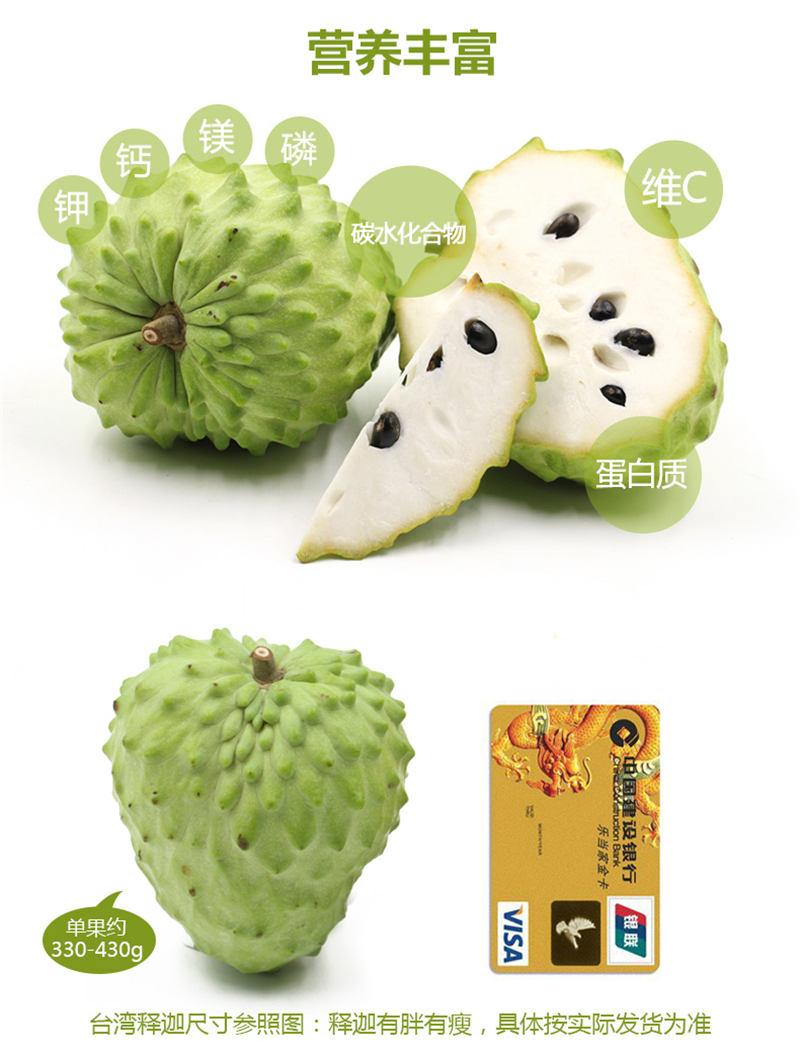 营养丰富
钾
钙
镁
磷
碳水化合物
维C
蛋白质
单果约
330-430g
中国建设银行
China Construction Bank
乐当家金卡
MONTH/YEAR
银联
VISA
台湾释迦尺寸参照图：释迦有胖有瘦，具体按实际发货为准